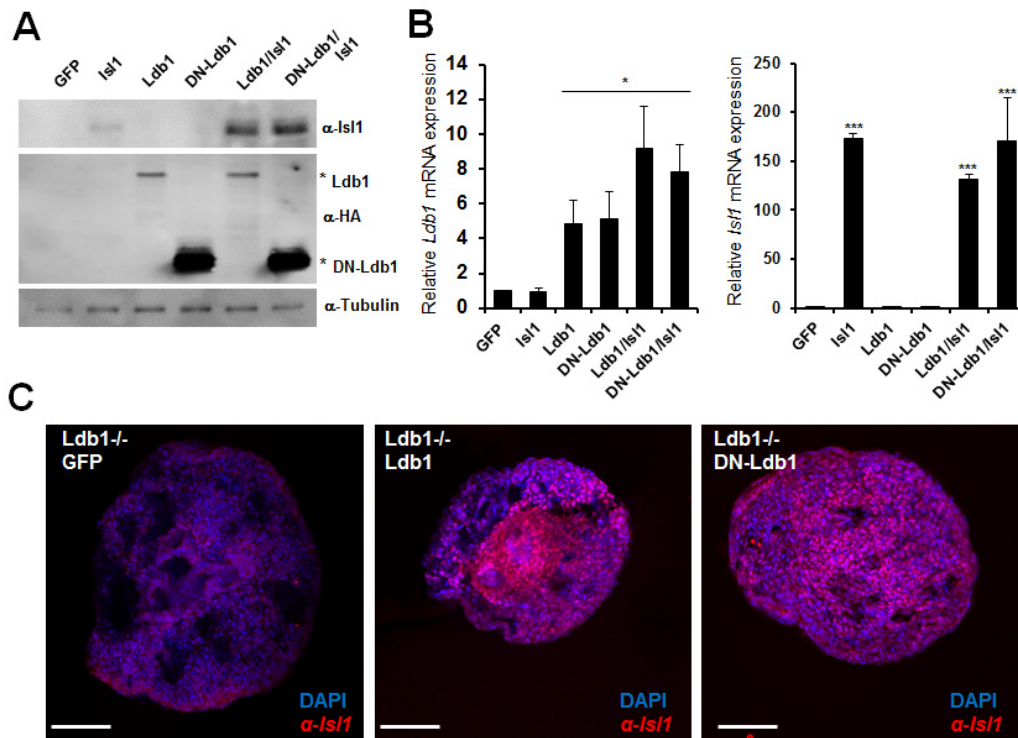 A
GFP
Isl1
Ldb1
DN-Ldb1
Ldb1/Isl1
DN-Ldb1/
Isl1
α-Isl1
* Ldb1
α-HA
* DN-Ldb1
α-Tubulin
B
Relative Ldb1 mRNA expression
14
12
10
8
6
4
2
0
*
GFP
Isl1
Ldb1
DN-Ldb1
Ldb1/Isl1
DN-Ldb1/Isl1
Relative Isl1 mRNA expression
250
200
150
100
50
0
***
***
***
GFP
Isl1
Ldb1
DN-Ldb1
Ldb1/Isl1
DN-Ldb1/Isl1
C
Ldb1-/-
GFP
DAPI
α-Isl1
Ldb1-/-
Ldb1
DAPI
α-Isl1
Ldb1-/-
DN-Ldb1
DAPI
α-Isl1